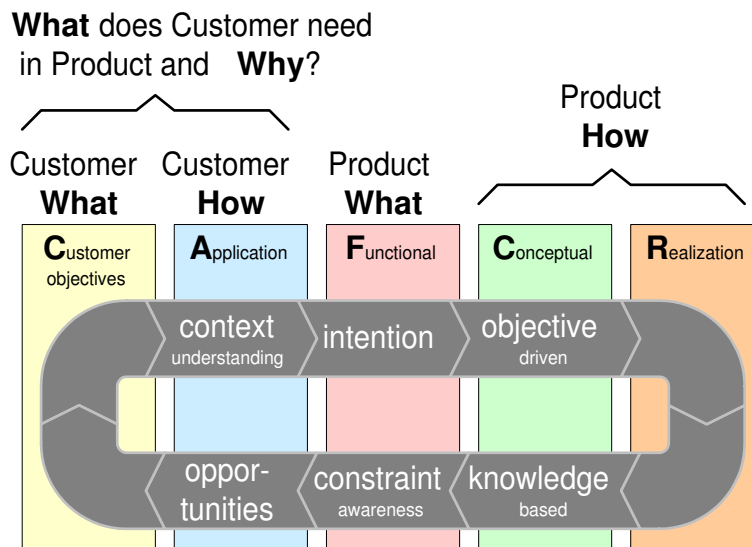 What does Customer need
in Product and Why?
Product
How
Customer
What
Customer
How
Product
What
Customer
objectives
Application
Functional
Conceptual
Realization
context
understanding
intention
objective
driven
oppor-
tunities
constraint
awareness
knowledge
based